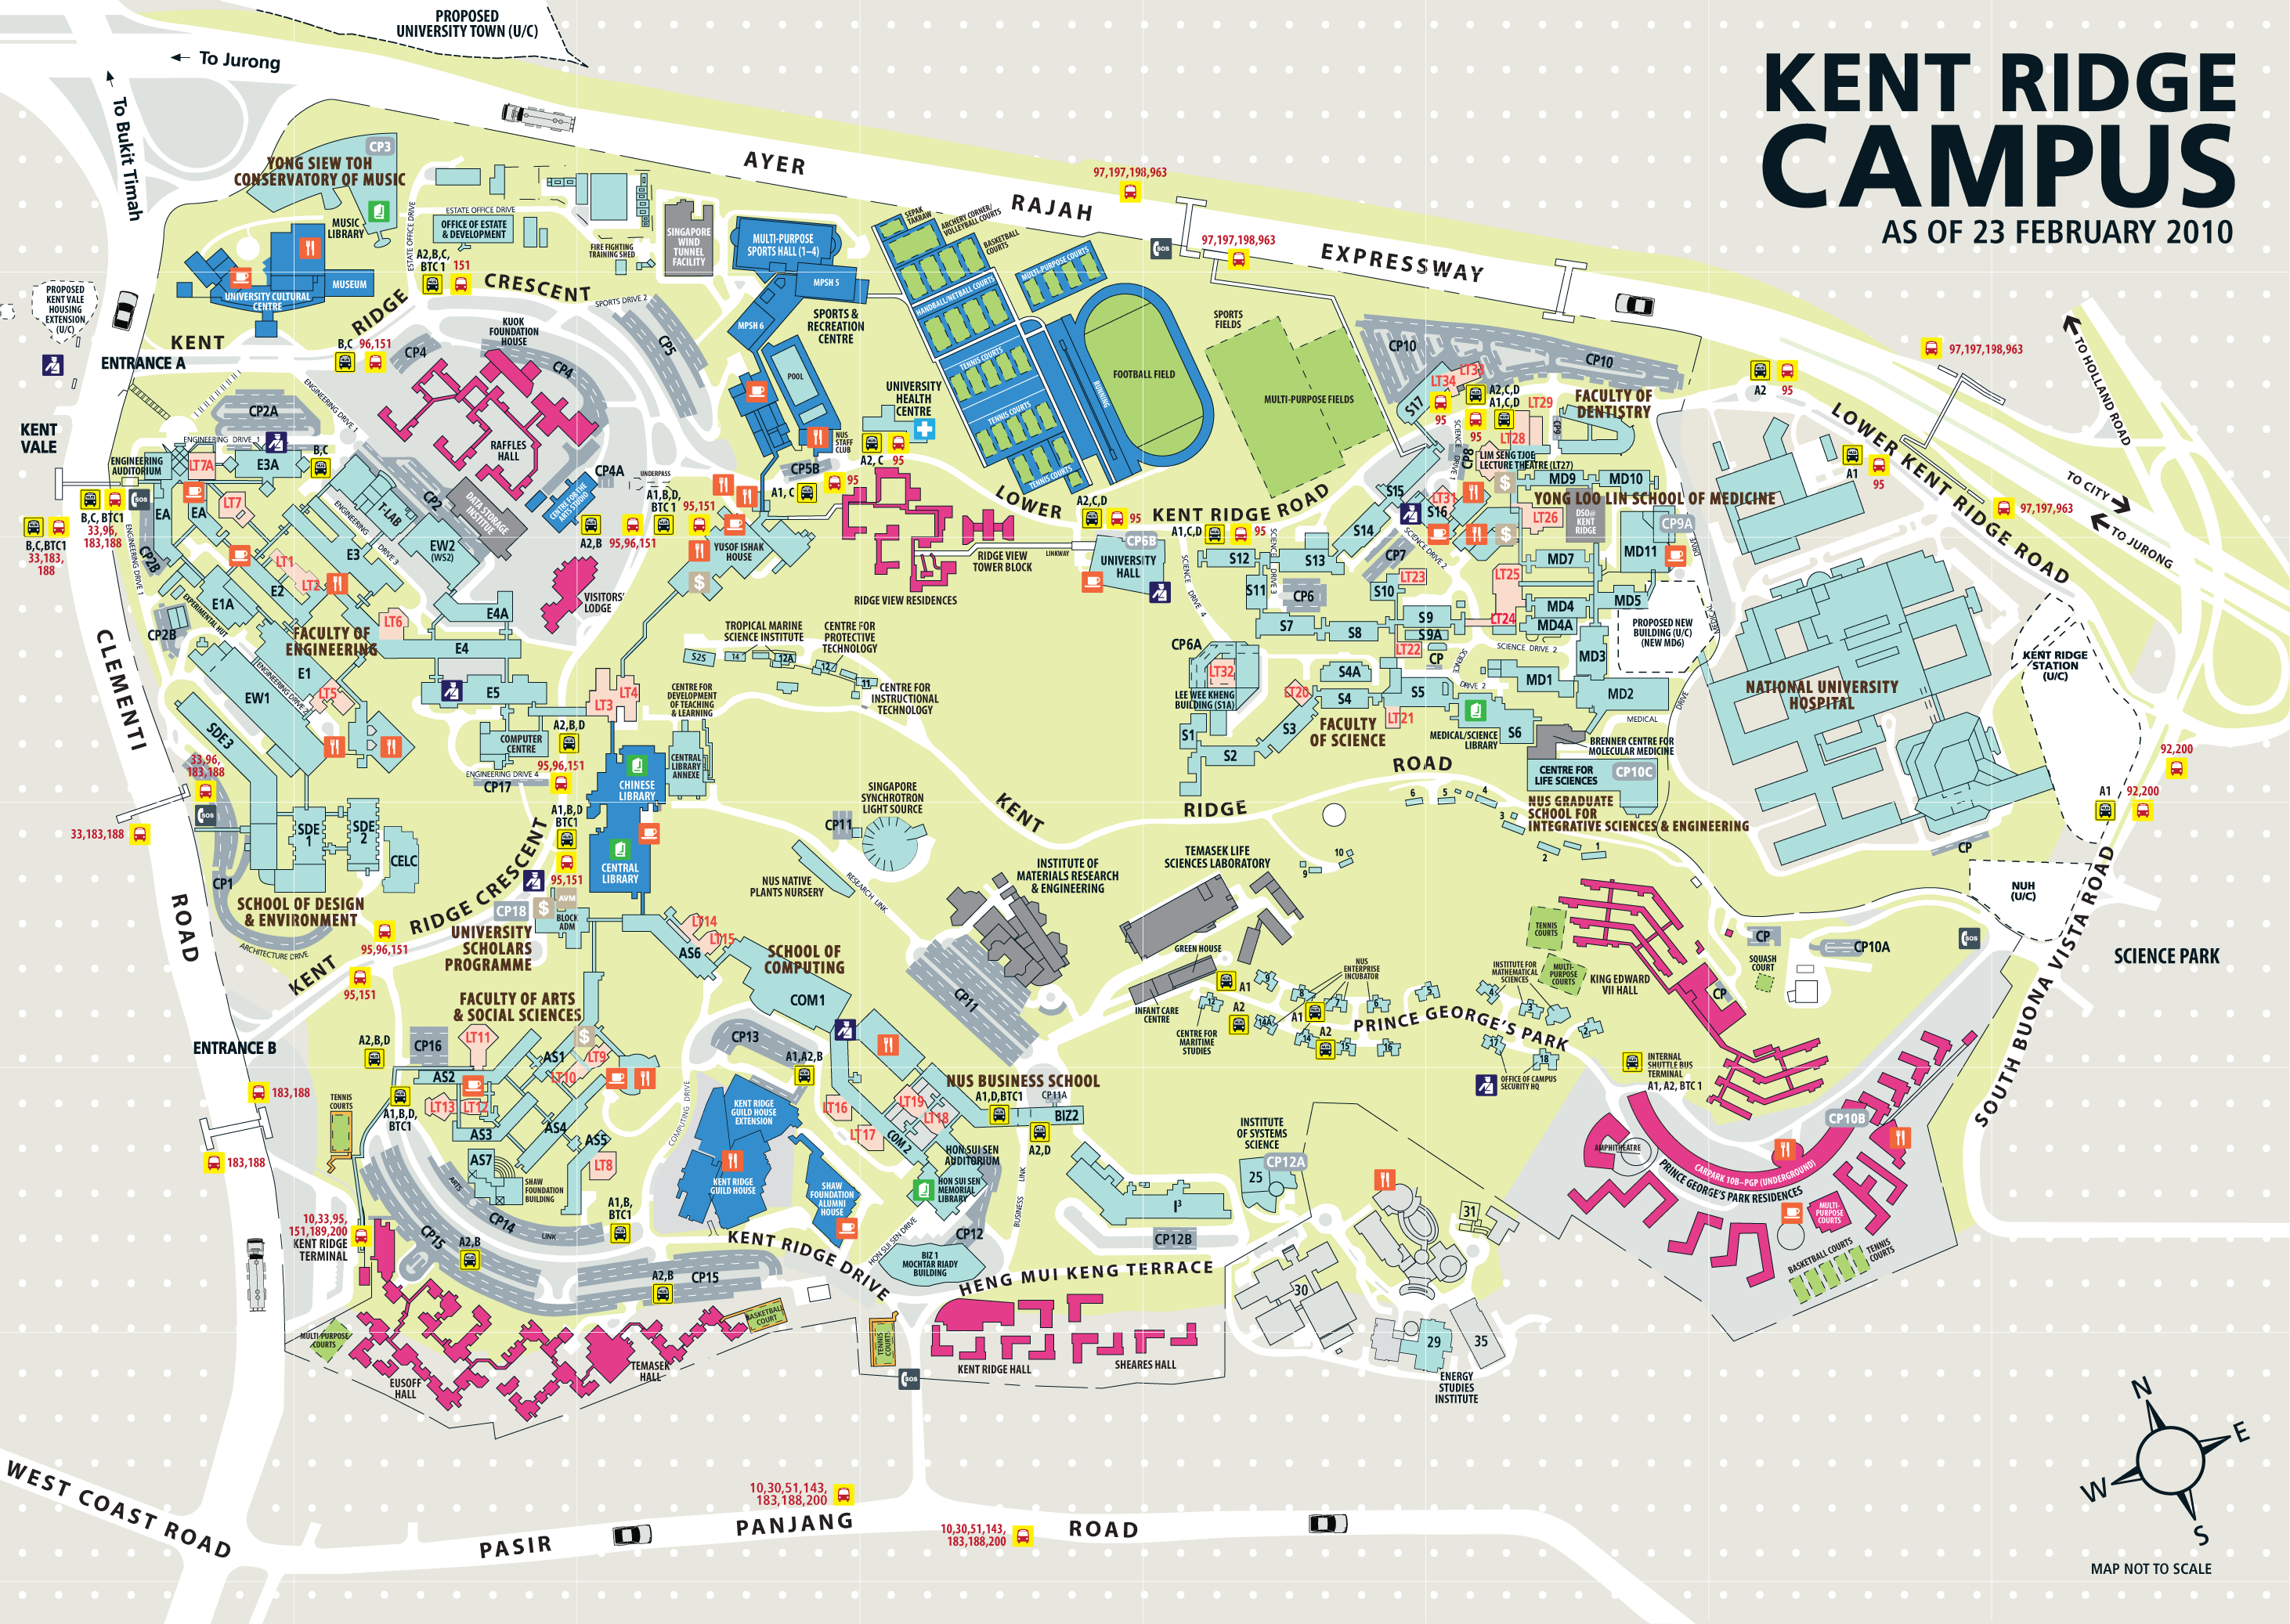 KENT RIDGE
CAMPUS
AS OF 23 FEBRUARY 2010
PROPOSED
UNIVERSITY TOWN (U/C)
To Jurong
To Bukit Timah
AYER
RAJAH
EXPRESSWAY
97,197,198,963
97,197,198,963
97,197,198,963
97,197,963
TO HOLLAND ROAD
TO CITY
TO JURONG
LOWER KENT RIDGE ROAD
CP3
YONG SIEW TOH
CONSERVATORY OF MUSIC
MUSIC
LIBRARY
MUSEUM
UNIVERSITY CULTURAL
CENTRE
ESTATE OFFICE DRIVE
ESTATE OFFICE DRIVE
OFFICE OF ESTATE
& DEVELOPMENT
A2,B,C,
BTC 1
151
FIRE FIGHTING
TRAINING SHED
SINGAPORE
WIND
TUNNEL
FACILITY
MULTI-PURPOSE
SPORTS HALL (1–4)
MPSH 5
MPSH 6
SPORTS &
RECREATION
CENTRE
POOL
SEPAK
TAKRAW
ARCHERY CORNER/
VOLLEYBALL COURTS
BASKETBALL
COURTS
HANDBALL/NETBALL COURTS
MULTI-PURPOSE COURTS
TENNIS COURTS
TENNIS COURTS
TENNIS COURTS
RUNNING
FOOTBALL FIELD
SPORTS
FIELDS
MULTI-PURPOSE FIELDS
PROPOSED
KENT VALE
HOUSING
EXTENSION
(U/C)
KENT
RIDGE
CRESCENT
SPORTS DRIVE 2
ENTRANCE A
B,C
96,151
KUOK
FOUNDATION
HOUSE
CP4
CP4
CP5
RAFFLES
HALL
CP4A
CENTRE FOR THE
ARTS STUDIO
UNDERPASS
A2,B
95,96,151
A1,B,D,
BTC 1
95,151
UNIVERSITY
HEALTH
CENTRE
NUS
STAFF
CLUB
A2, C
95
CP5B
A1, C
95
YUSOF ISHAK
HOUSE
LOWER
KENT RIDGE ROAD
A2,C,D
95
A1,C,D
95
RIDGE VIEW
TOWER BLOCK
RIDGE VIEW RESIDENCES
LINKWAY
CP6B
UNIVERSITY
HALL
KENT
VALE
CP2A
ENGINEERING DRIVE 1
ENGINEERING DRIVE 1
ENGINEERING DRIVE 1
ENGINEERING
AUDITORIUM
LT7A
E3A
B,C
EA
EA
LT7
B,C, BTC1
33,96,
183,188
B,C,BTC1
33,183,
188
CP2B
CP2B
T-LAB
CP2
DATA STORAGE
INSTITUTE
ENGINEERING DRIVE 3
EW2
(WS2)
E3
LT1
LT2
E2
E1A
EXPERIMENTAL HUT
FACULTY OF
ENGINEERING
LT6
E4A
E4
VISITORS'
LODGE
E1
EW1
ENGINEERING DRIVE 2
LT5
E5
LT4
LT3
SDE3
COMPUTER
CENTRE
A2,B,D
95,96,151
ENGINEERING DRIVE 4
CP17
CENTRE FOR
DEVELOPMENT
OF TEACHING
& LEARNING
CENTRAL
LIBRARY
ANNEXE
CHINESE
LIBRARY
CENTRAL
LIBRARY
A1,B,D
BTC1
95,151
33,96,
183,188
33,183,188
SDE
1
SDE
2
CELC
CP1
SCHOOL OF DESIGN
& ENVIRONMENT
ARCHITECTURE DRIVE
CLEMENTI
ROAD
KENT
RIDGE CRESCENT
95,96,151
95,151
CP18
AVM
BLOCK
ADM
UNIVERSITY
SCHOLARS
PROGRAMME
TROPICAL MARINE
SCIENCE INSTITUTE
CENTRE FOR
PROTECTIVE
TECHNOLOGY
S2S
14
12A
12
11
CENTRE FOR
INSTRUCTIONAL
TECHNOLOGY
SINGAPORE
SYNCHROTRON
LIGHT SOURCE
CP11
NUS NATIVE
PLANTS NURSERY
RESEARCH LINK
KENT
RIDGE
ROAD
INSTITUTE OF
MATERIALS RESEARCH
& ENGINEERING
TEMASEK LIFE
SCIENCES LABORATORY
CP11
GREEN HOUSE
INFANT CARE
CENTRE
CENTRE FOR
MARITIME
STUDIES
CP10
CP10
LT33
LT34
S17
95
A2,C,D
A1,C,D
95
LT29
LT28
FACULTY OF
DENTISTRY
SCIENCE DRIVE 1
CP8
CP9
LIM SENG TJOE
LECTURE THEATRE (LT27)
MD9
MD10
YONG LOO LIN SCHOOL OF MEDICINE
S15
LT31
S16
S14
CP7
SCIENCE DRIVE 2
LT26
DSO@
KENT
RIDGE
CP9A
MD11
MD7
LT25
MD4
MD4A
MD5
LT24
PROPOSED NEW
BUILDING (U/C)
(NEW MD6)
MEDICAL
DRIVE
S12
S13
S11
SCIENCE DRIVE 3
CP6
S10
LT23
S7
S8
S9
S9A
LT22
CP
SCIENCE DRIVE 2
SCIENCE DRIVE 2
SCIENCE DRIVE 4
CP6A
LT32
LEE WEE KHENG
BUILDING (S1A)
S1
S2
S3
LT20
S4A
S4
S5
LT21
FACULTY
OF SCIENCE
MD1
MD3
MD2
MEDICAL
DRIVE
MEDICAL/SCIENCE
LIBRARY
S6
BRENNER CENTRE FOR
MOLECULAR MEDICINE
CENTRE FOR
LIFE SCIENCES
CP10C
NUS GRADUATE
SCHOOL FOR
INTEGRATIVE SCIENCES & ENGINEERING
6
5
4
3
2
1
10
9
A2
95
A1
95
NATIONAL UNIVERSITY
HOSPITAL
KENT RIDGE
STATION
(U/C)
92,200
A1
92,200
CP
NUH
(U/C)
SOUTH BUONA VISTA ROAD
SCIENCE PARK
TENNIS
COURTS
MULTI-
PURPOSE
COURTS
KING EDWARD
VII HALL
CP
CP
SQUASH
COURT
CP10A
A1
A2
A1
A2
NUS
ENTERPRISE
INCUBATOR
INSTITUTE FOR
MATHEMATICAL
SCIENCES
12
9
8
7
6
5
4
3
2
14A
14
15
16
17
18
PRINCE GEORGE'S PARK
OFFICE OF CAMPUS
SECURITY HQ
INTERNAL
SHUTTLE BUS
TERMINAL
A1, A2, BTC 1
AMPHITHEATRE
CARPARK 10B–PGP (UNDERGROUND)
PRINCE GEORGE'S PARK RESIDENCES
CP10B
MULTI-
PURPOSE
COURTS
BASKETBALL COURTS
TENNIS
COURTS
ENTRANCE B
FACULTY OF ARTS
& SOCIAL SCIENCES
A2,B,D
CP16
LT11
AS1
LT9
LT10
AS2
LT13
LT12
AS3
AS4
AS5
LT8
AS7
SHAW
FOUNDATION
BUILDING
A1,B,D,
BTC1
183,188
183,188
TENNIS
COURTS
ARTS
LINK
CP14
CP15
A2,B
A1,B,
BTC1
A2,B
CP15
10,33,95,
151,189,200
KENT RIDGE
TERMINAL
MULTI-PURPOSE
COURTS
EUSOFF
HALL
TEMASEK
HALL
BASKETBALL
COURT
AS6
LT14
LT15
SCHOOL OF
COMPUTING
COM1
CP13
A1,A2,B
COMPUTING DRIVE
KENT RIDGE
GUILD HOUSE
EXTENSION
KENT RIDGE
GUILD HOUSE
SHAW
FOUNDATION
ALUMNI
HOUSE
LT16
LT17
COM 2
LT19
LT18
NUS BUSINESS SCHOOL
A1,D,BTC1
CP11A
BIZ2
A2,D
HON SUI SEN
AUDITORIUM
HON SUI SEN
MEMORIAL
LIBRARY
CP12
HON SUI SEN DRIVE
BUSINESS LINK
BIZ 1
MOCHTAR RIADY
BUILDING
KENT RIDGE DRIVE
HENG MUI KENG TERRACE
TENNIS
COURTS
KENT RIDGE HALL
SHEARES HALL
I³
CP12B
INSTITUTE
OF SYSTEMS
SCIENCE
CP12A
25
30
31
29
35
ENERGY
STUDIES
INSTITUTE
WEST COAST ROAD
PASIR
PANJANG
ROAD
10,30,51,143,
183,188,200
10,30,51,143,
183,188,200
SOS
SOS
SOS
SOS
SOS
N
E
W
S
MAP NOT TO SCALE